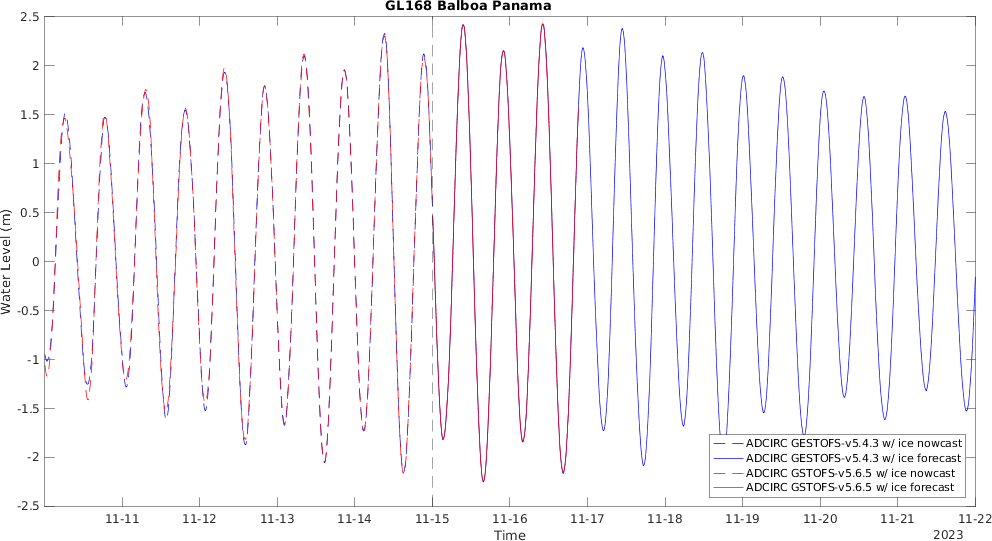 GL168 Balboa Panama
2.5
2
1.5
1
0.5
0
-0.5
-1
-1.5
-2
-2.5
Water Level (m)
ADCIRC GESTOFS-v5.4.3 w/ ice nowcast
ADCIRC GESTOFS-v5.4.3 w/ ice forecast
ADCIRC GSTOFS-v5.6.5 w/ ice nowcast
ADCIRC GSTOFS-v5.6.5 w/ ice forecast
11-11 11-12 11-13 11-14 11-15 11-16 11-17 11-18 11-19 11-20 11-21 11-22
Time
2023